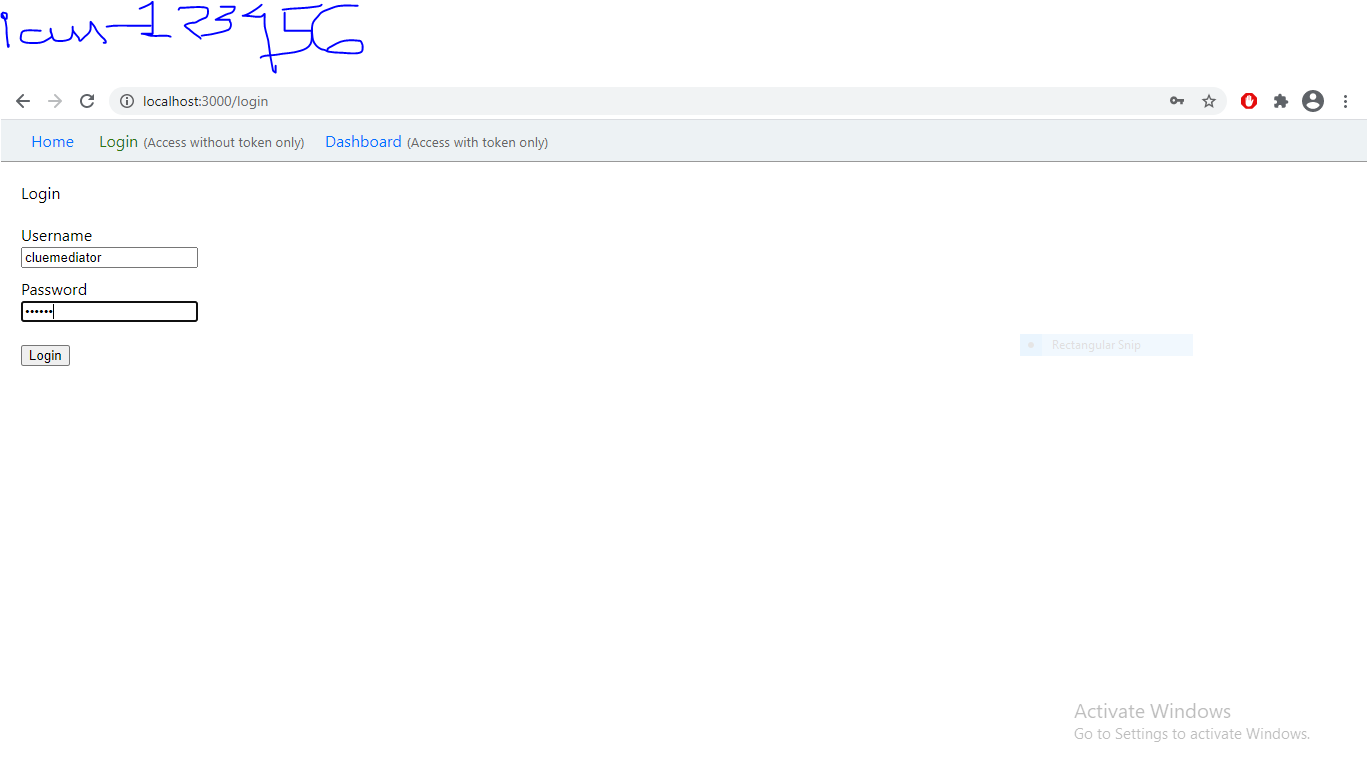 123456
localhost:3000/login
Home Login (Access without token only) Dashboard (Access with token only)
Login
Username
cluemediator
Password
••••••
Login
Rectangular Snip
Activate Windows
Go to Settings to activate Windows.